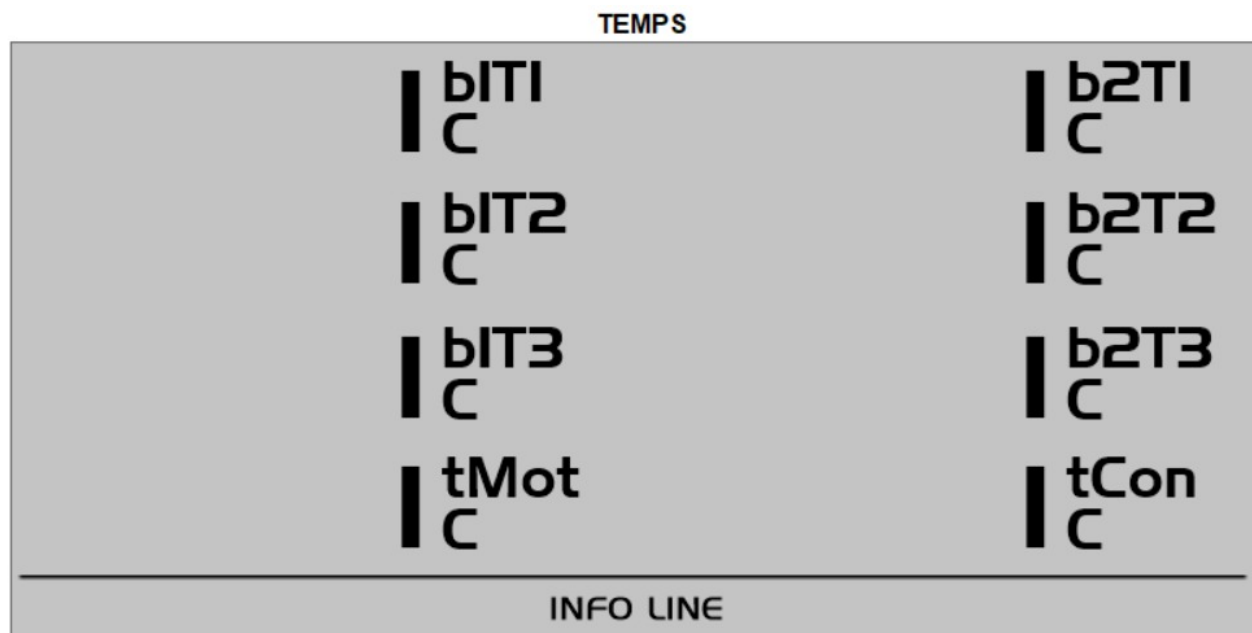 TEMPS
b1T1
C
b2T1
C
b1T2
C
b2T2
C
b1T3
C
b2T3
C
tMot
C
tCon
C
INFO LINE